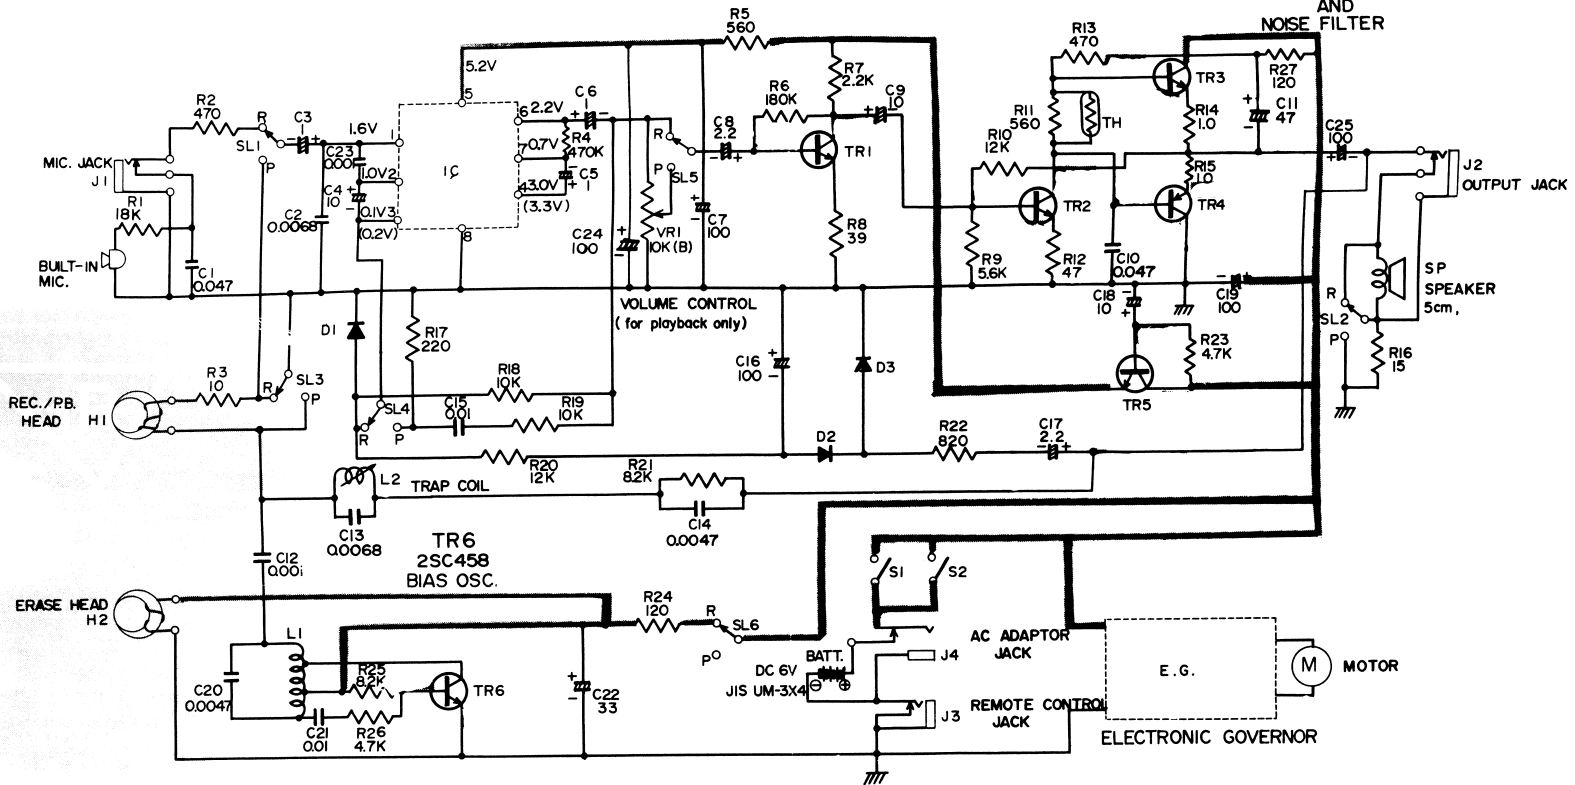 AND
NOISE FILTER
R5
560
R13
470
5.2V
R7
2.2K
TR3
R27
120
R2
470
R
SL1
P
C3
1
1.6V
1
5
6
2.2V
C6
1
R6
180K
C9
10
R11
560
TH
R14
1.0
C11
47
C25
100
MIC. JACK
J1
C23
0.001
IC
7
0.7V
R4
470K
R
P
SL5
C8
2.2
TR1
R10
12K
R15
1.0
J2
OUTPUT JACK
R1
18K
C4
10
1.0V
2
4
3.0V
(3.3V)
C5
1
C2
0.0068
0.1V
3
(0.2V)
8
C24
100
VR1
10K(B)
C7
100
R8
39
TR2
TR4
BUILT-IN
MIC.
C1
0.047
R9
5.6K
R12
47
C10
0.047
SP
SPEAKER
5cm,
VOLUME CONTROL
(for playback only)
C18
10
C19
100
R
SL2
P
D1
R17
220
R23
4.7K
R16
15
R3
10
R
SL3
P
C16
100
D3
R18
10K
TR5
REC./P.B.
HEAD
H1
SL4
R
P
C15
0.01
R19
10K
D2
R22
820
C17
2.2
R20
12K
R21
8.2K
L2
TRAP COIL
C13
0.0068
C14
0.0047
TR6
2SC458
BIAS OSC.
C12
S1
S2
ERASE HEAD
H2
R24
120
R
SL6
P
L1
AC ADAPTOR
JACK
J4
BATT.
DC 6V
JIS UM-3X4
E.G.
M
MOTOR
R25
8.2K
C20
0.0047
TR6
C22
33
C21
0.01
R26
4.7K
J3
REMOTE CONTROL
JACK
ELECTRONIC GOVERNOR